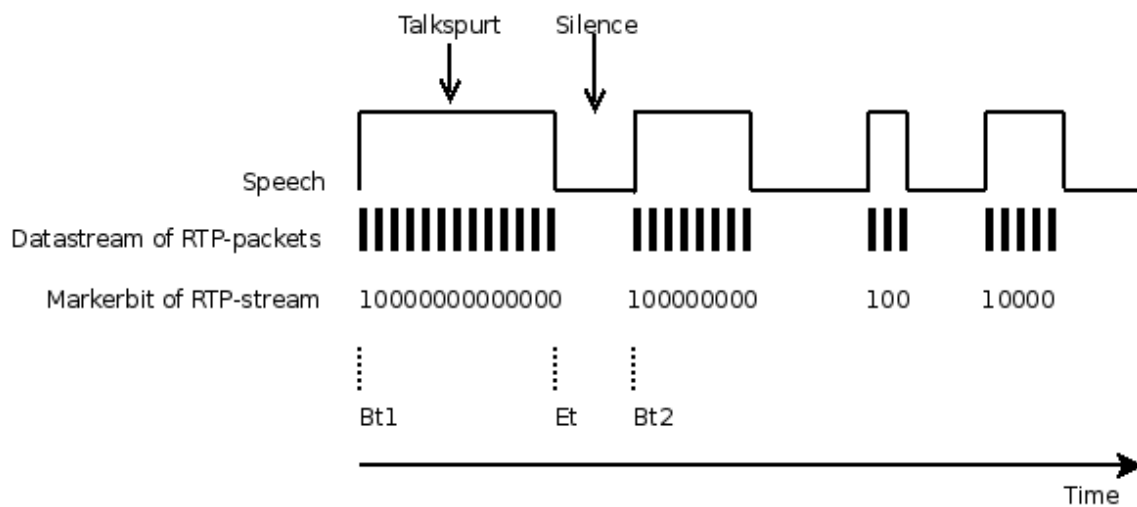 Talkspurt Silence
Speech
Datastream of RTP-packets
Markerbit of RTP-stream 10000000000000 100000000 100 10000
Bt1 Et Bt2
Time